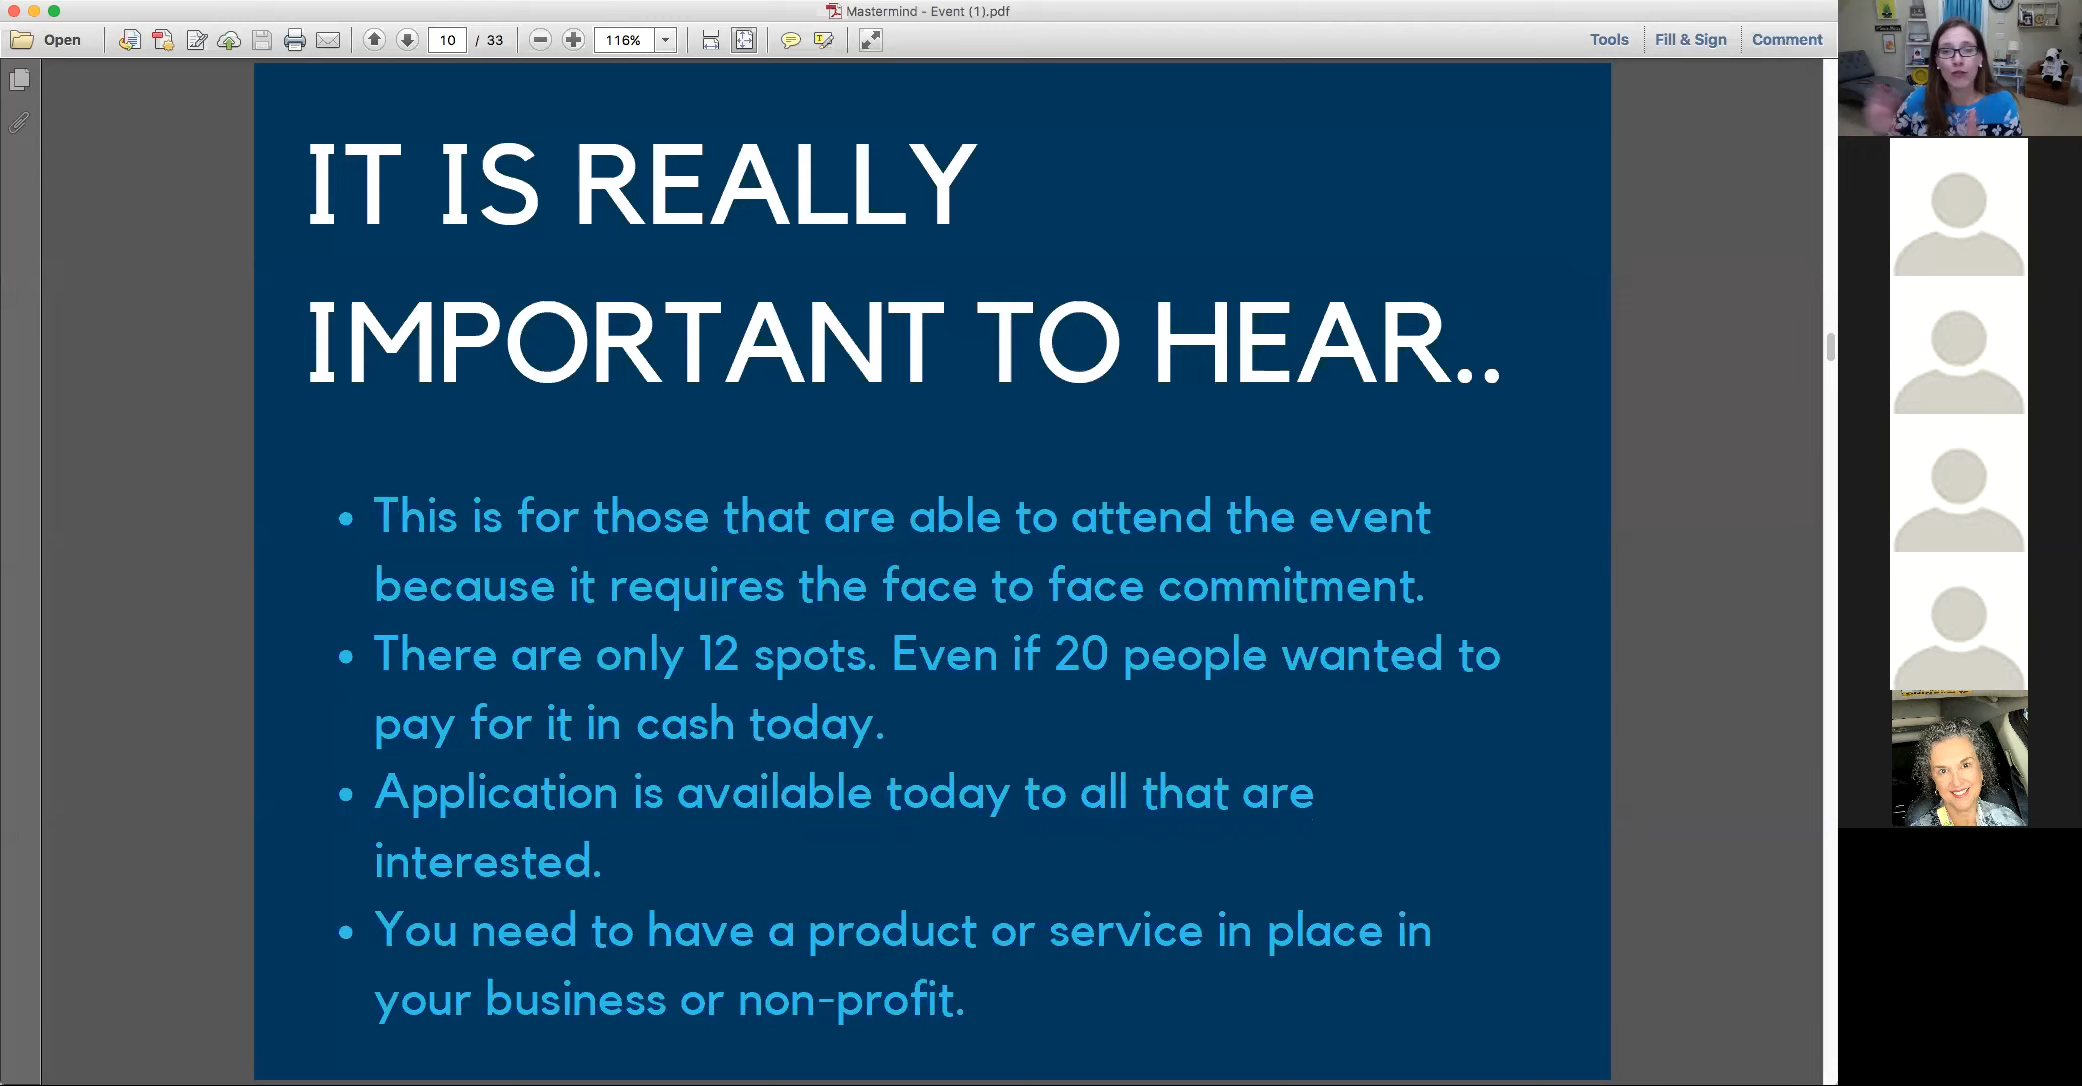 Mastermind - Event (1).pdf
Open
10 / 33
116%
Tools
Fill & Sign
Comment
IT IS REALLY
IMPORTANT TO HEAR..
• This is for those that are able to attend the event
because it requires the face to face commitment.
• There are only 12 spots. Even if 20 people wanted to
pay for it in cash today.
• Application is available today to all that are
interested.
• You need to have a product or service in place in
your business or non-profit.